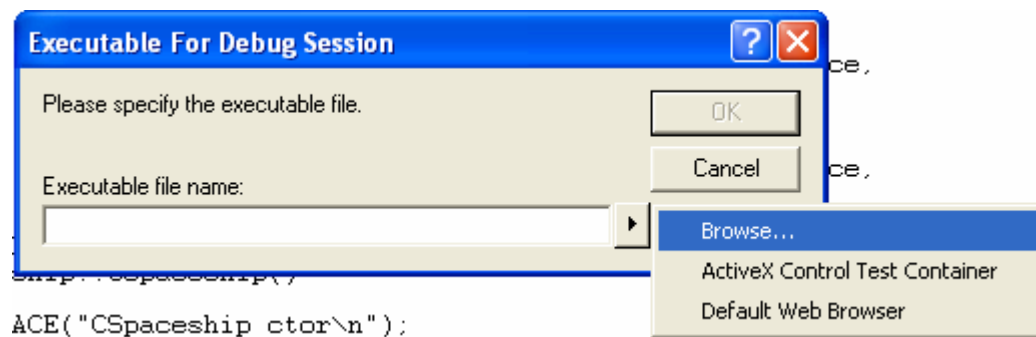 Executable For Debug Session
ce,
Please specify the executable file.
OK
Cancel
ce,
Executable file name:
Browse...
ActiveX Control Test Container
Default Web Browser
ACE("CSpaceship ctor\n");